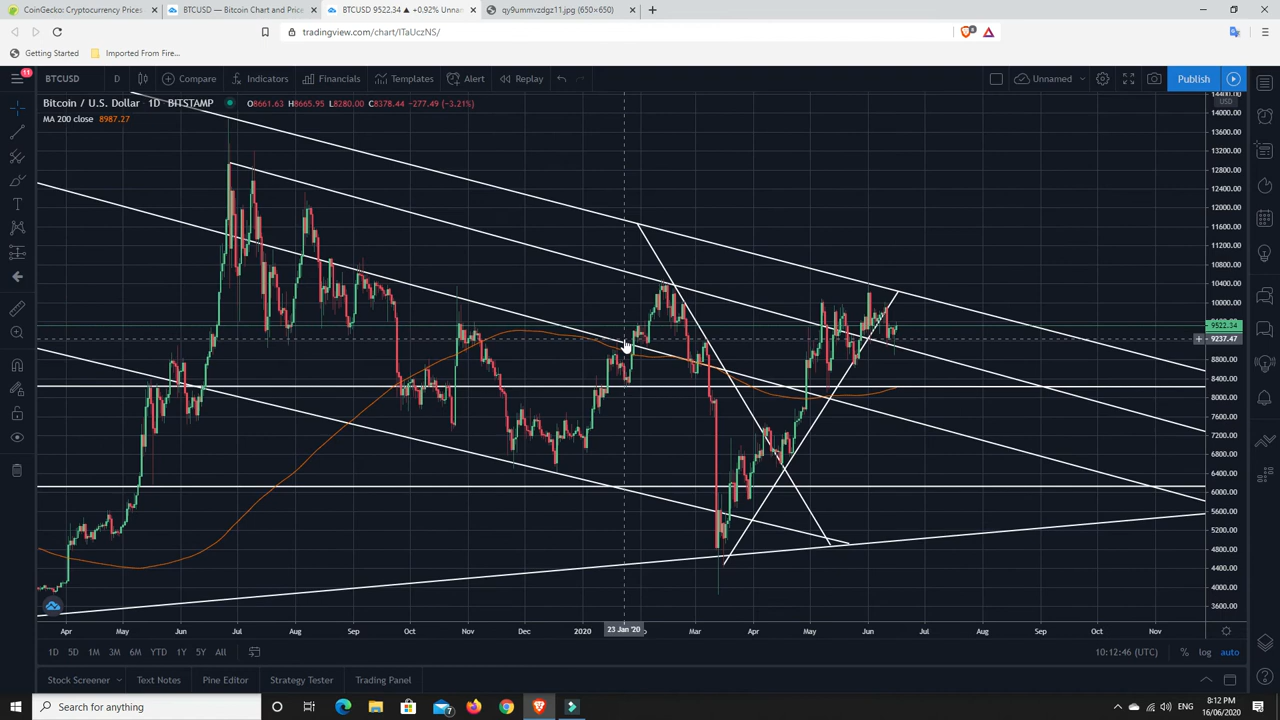 CoinGecko: Cryptocurrency Prices
BTCUSD — Bitcoin Chart and Price
BTCUSD 9522.34 ▲ +0.92% Unnam
qy9ummvzdgz11.jpg (650×650)
tradingview.com/chart/ITaUczNS/
8
Getting Started
Imported From Fire...
11
BTCUSD
D
Compare
Indicators
Financials
Templates
Alert
Replay
Unnamed
Publish
Bitcoin / U.S. Dollar 1D BITSTAMP
O8661.63 H8665.95 L8280.00 C8378.44 −277.49 (−3.21%)
MA 200 close 8987.27
14400.00
USD
13600.00
13200.00
12800.00
12400.00
12000.00
11600.00
11200.00
10800.00
10400.00
10000.00
9522.34
9237.47
8800.00
8400.00
8000.00
7600.00
7200.00
6800.00
6400.00
6000.00
5600.00
5200.00
4800.00
4400.00
4000.00
3600.00
Apr
May
Jun
Jul
Aug
Sep
Oct
Nov
Dec
2020
23 Jan '20
Mar
Apr
May
Jun
Jul
Aug
Sep
Oct
Nov
1D 5D 1M 3M 6M YTD 1Y 5Y All
10:12:46 (UTC)
% log auto
Stock Screener
Text Notes
Pine Editor
Strategy Tester
Trading Panel
Search for anything
7
ENG
8:12 PM
16/06/2020